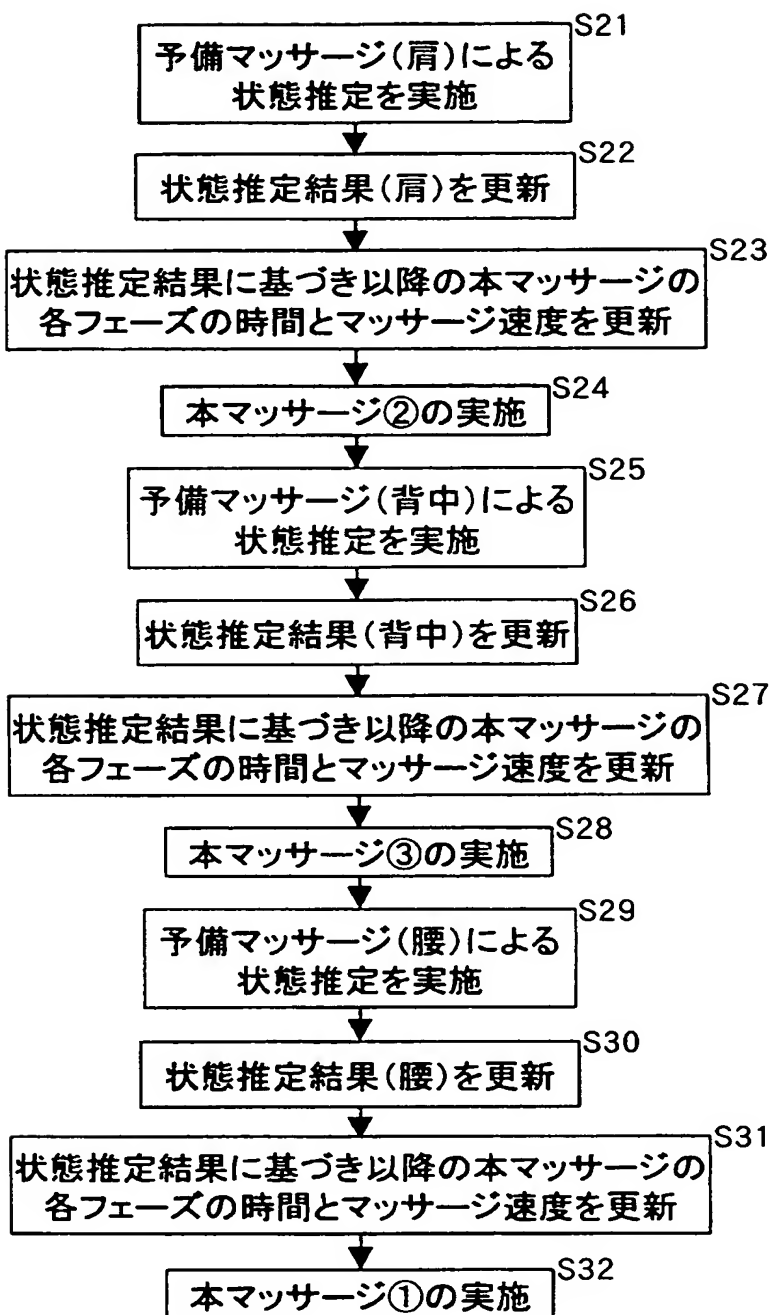 S21
予備マッサージ(肩)による
状態推定を実施
S22
状態推定結果(肩)を更新
S23
状態推定結果に基づき以降の本マッサージの
各フェーズの時間とマッサージ速度を更新
S24
本マッサージ②の実施
S25
予備マッサージ(背中)による
状態推定を実施
S26
状態推定結果(背中)を更新
S27
状態推定結果に基づき以降の本マッサージの
各フェーズの時間とマッサージ速度を更新
S28
本マッサージ③の実施
S29
予備マッサージ(腰)による
状態推定を実施
S30
状態推定結果(腰)を更新
S31
状態推定結果に基づき以降の本マッサージの
各フェーズの時間とマッサージ速度を更新
S32
本マッサージ①の実施